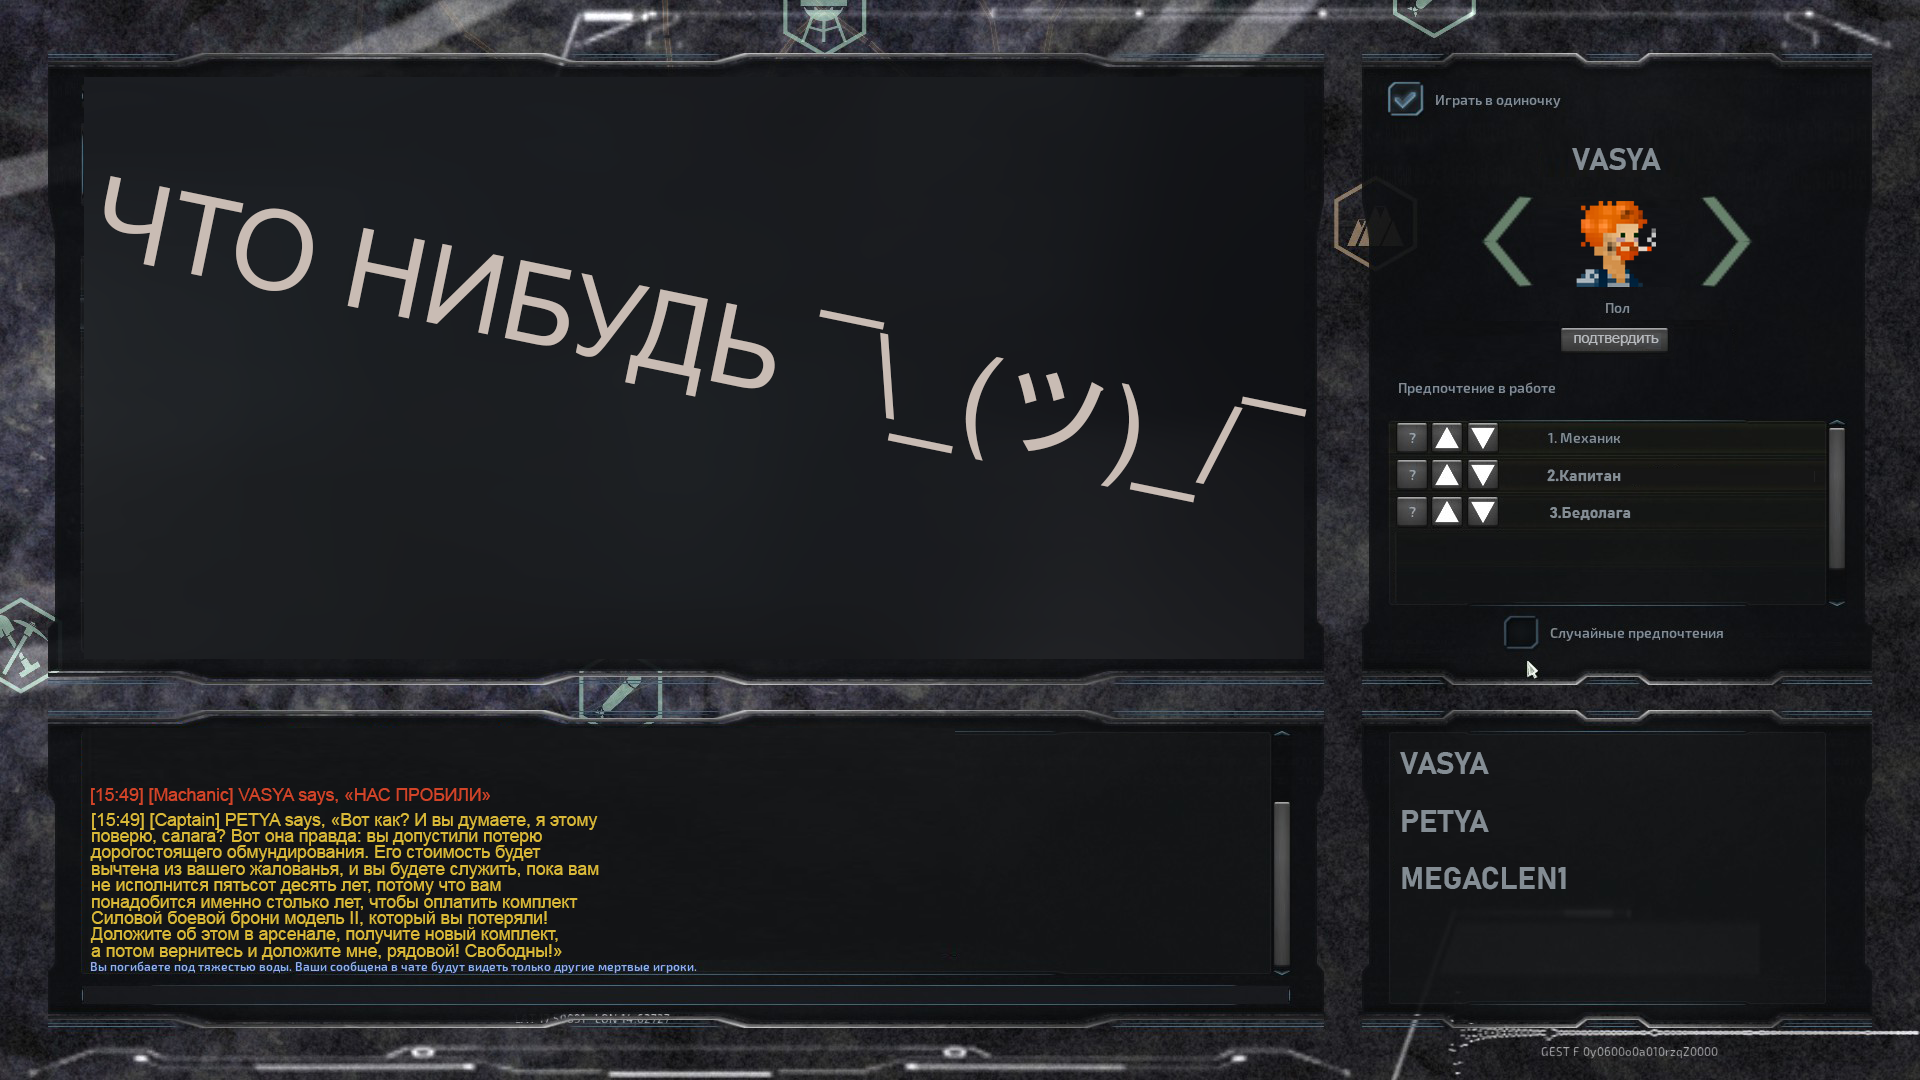 ЧТО НИБУДЬ ¯\_(ツ)_/¯
Играть в одиночку
VASYA
Пол
подтвердить
Предпочтение в работе
? 1. Механик
? 2.Капитан
? 3.Бедолага
Случайные предпочтения
[15:49] [Machanic] VASYA says, «НАС ПРОБИЛИ»
[15:49] [Captain] PETYA says, «Вот как? И вы думаете, я этому
поверю, салага? Вот она правда: вы допустили потерю
дорогостоящего обмундирования. Его стоимость будет
вычтена из вашего жалованья, и вы будете служить, пока вам
не исполнится пятьсот десять лет, потому что вам
понадобится именно столько лет, чтобы оплатить комплект
Силовой боевой брони модель II, который вы потеряли!
Доложите об этом в арсенале, получите новый комплект,
а потом вернитесь и доложите мне, рядовой! Свободны!»
Вы погибаете под тяжестью воды. Ваши сообщена в чате будут видеть только другие мертвые игроки.
VASYA
PETYA
MEGACLEN1
GEST F 0y0600o0a010rzqZ0000